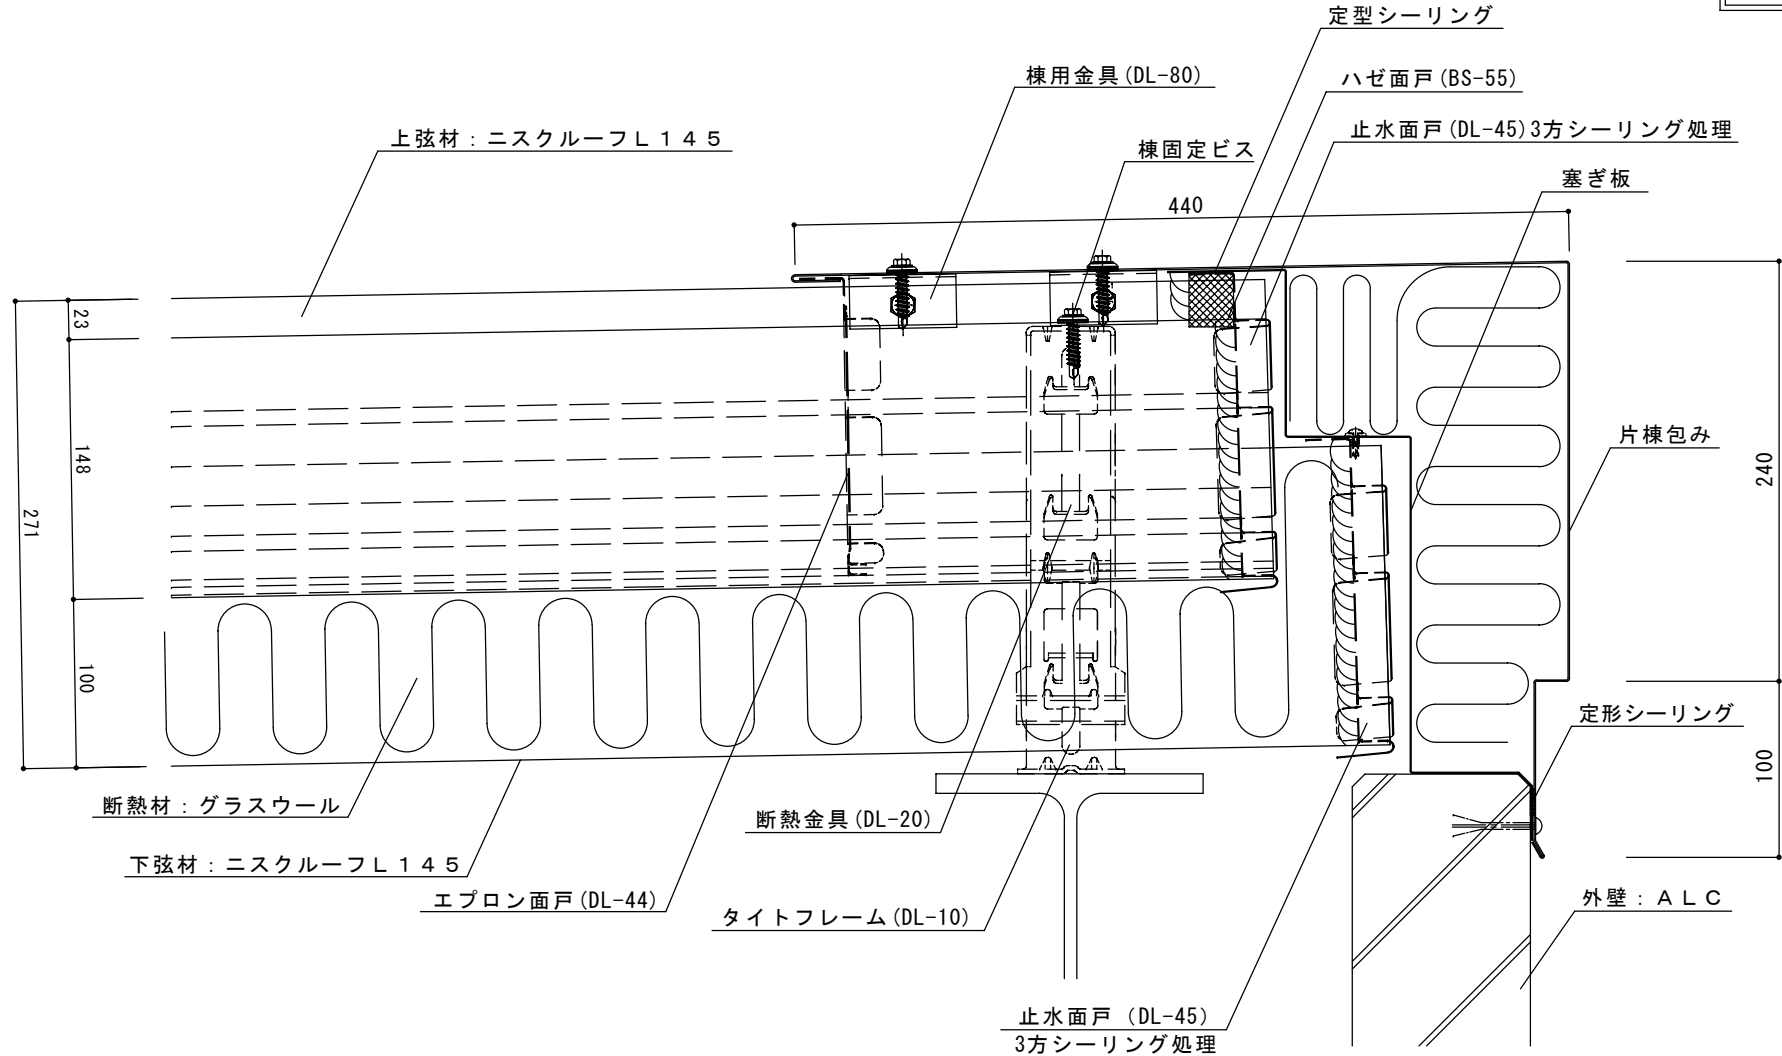 定型シーリング
棟用金具(DL-80)
ハゼ面戸(BS-55)
上弦材：ニスクルーフＬ１４５
棟固定ビス
止水面戸(DL-45)3方シーリング処理
塞ぎ板
440
23
148
271
100
片棟包み
240
定形シーリング
100
断熱材：グラスウール
断熱金具(DL-20)
下弦材：ニスクルーフＬ１４５
エプロン面戸(DL-44)
タイトフレーム(DL-10)
外壁：ＡＬＣ
止水面戸 (DL-45)
3方シーリング処理